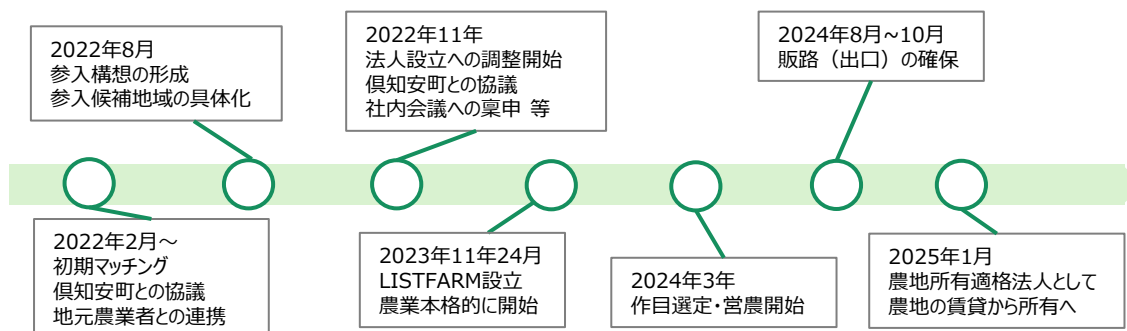 2022年2月～
初期マッチング
倶知安町との協議
地元農業者との連携
2022年8月
参入構想の形成
参入候補地域の具体化
2022年11年
法人設立への調整開始
倶知安町との協議
社内会議への稟申 等
2023年11年24月
LISTFARM設立
農業本格的に開始
2024年3年
作目選定・営農開始
2024年8月~10月
販路（出口）の確保
2025年1月
農地所有適格法人として
農地の賃貸から所有へ